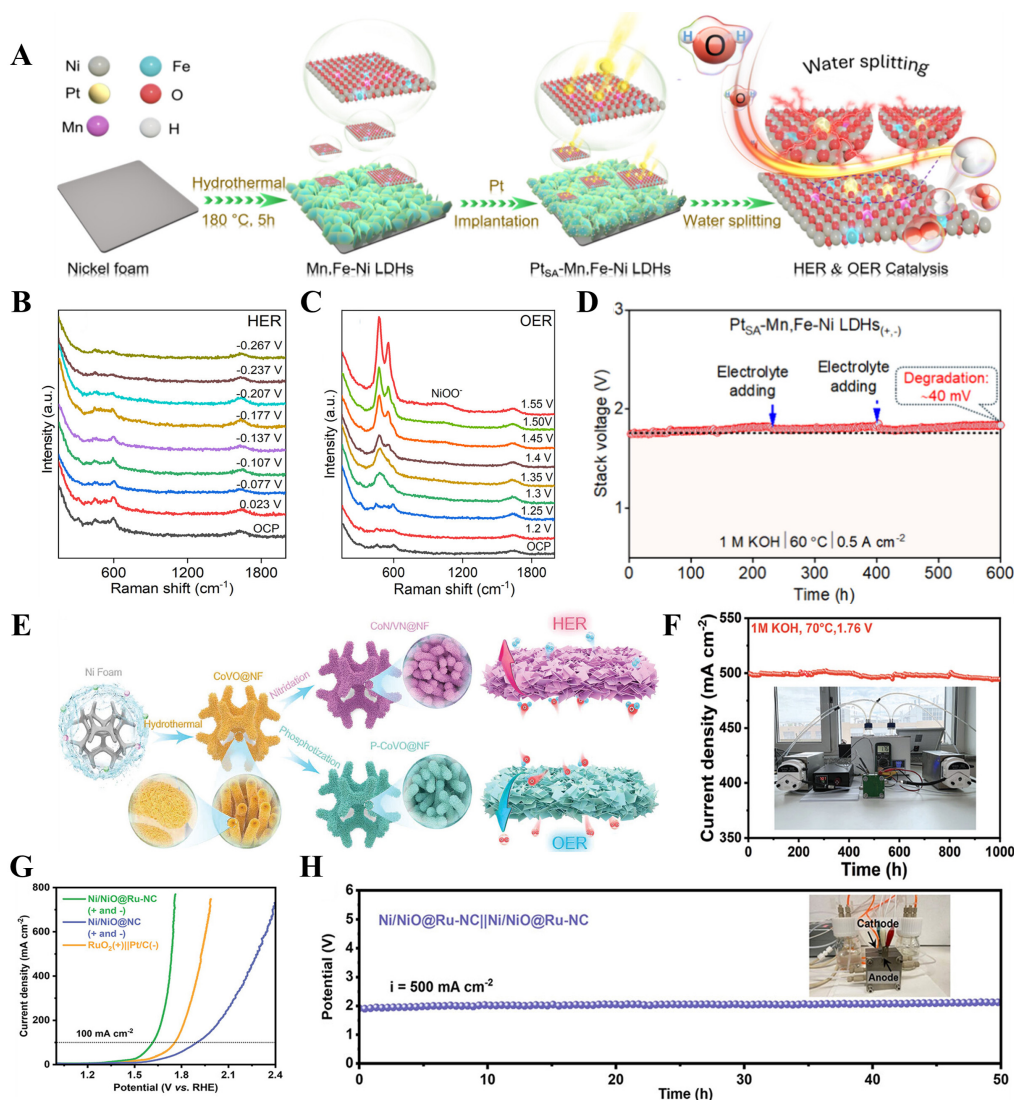 A
Ni
Fe
Pt
O
Mn
H
Hydrothermal
180 °C, 5h
Pt
Implantation
Water splitting
H
O
H
O
Water splitting
Nickel foam
Mn,Fe-Ni LDHs
PtSA-Mn,Fe-Ni LDHs
HER & OER Catalysis
B
HER
-0.267 V
-0.237 V
-0.207 V
-0.177 V
-0.137 V
-0.107 V
-0.077 V
0.023 V
OCP
Intensity (a.u.)
600 1200 1800
Raman shift (cm-1)
C
OER
NiOO-
1.55 V
1.50V
1.45 V
1.4 V
1.35 V
1.3 V
1.25 V
1.2 V
OCP
Intensity (a.u.)
600 1200 1800
Raman shift (cm-1)
D
PtSA-Mn,Fe-Ni LDHs(+,-)
Electrolyte
adding
Electrolyte
adding
Degradation:
~40 mV
1 M KOH | 60 °C | 0.5 A cm-2
Stack voltage (V)
3
2
1
0 100 200 300 400 500 600
Time (h)
E
Ni Foam
Hydrothermal
CoVO@NF
Nitridation
Phosphotization
CoN/VN@NF
P-CoVO@NF
HER
OER
F
1M KOH, 70°C,1.76 V
Current density (mA cm-2)
550
500
450
400
350
0 200 400 600 800 1000
Time (h)
G
Ni/NiO@Ru-NC
(+ and -)
Ni/NiO@NC
(+ and -)
RuO2(+)||Pt/C(-)
100 mA cm-2
Current density (mA cm-2)
800
600
400
200
0
1.2 1.5 1.8 2.1 2.4
Potential (V vs. RHE)
H
Ni/NiO@Ru-NC||Ni/NiO@Ru-NC
i = 500 mA cm-2
Cathode
Anode
Potential (V)
6
5
4
3
2
1
0
0 10 20 30 40 50
Time (h)